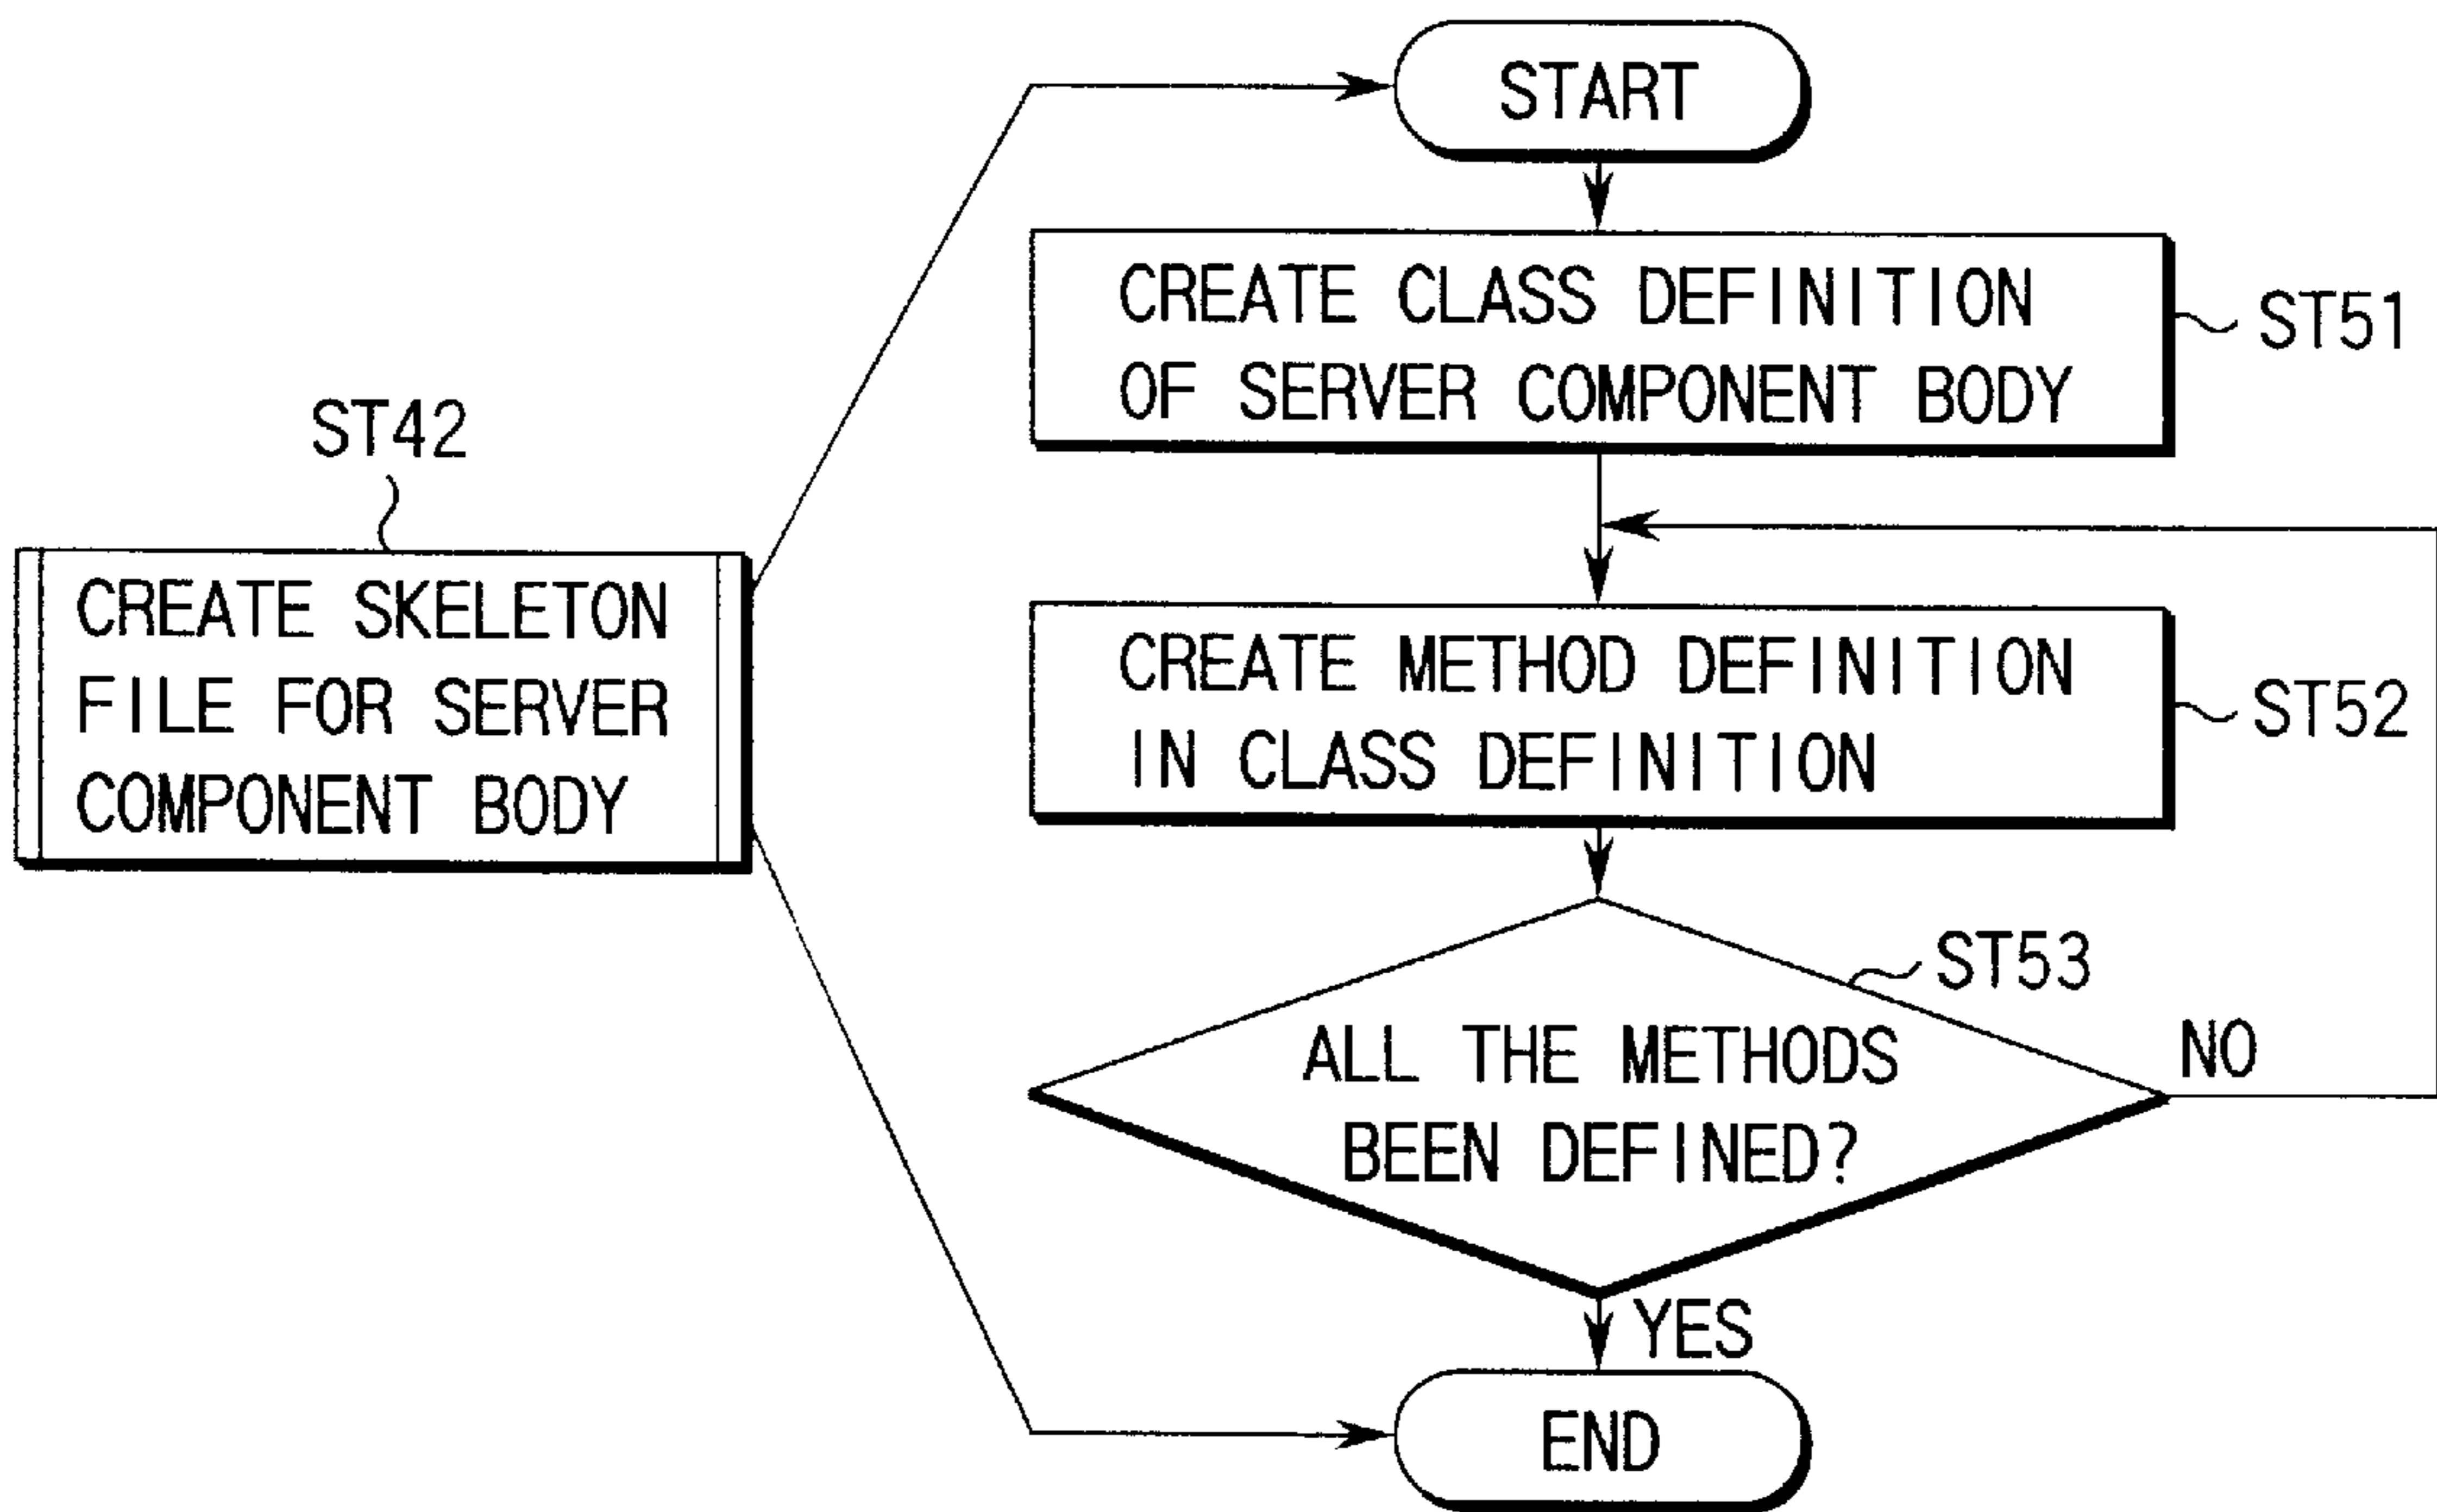 START
CREATE CLASS DEFINITION
OF SERVER COMPONENT BODY
ST51
ST42
CREATE SKELETON
FILE FOR SERVER
COMPONENT BODY
CREATE METHOD DEFINITION
IN CLASS DEFINITION
ST52
ST53
ALL THE METHODS
BEEN DEFINED?
NO
YES
END